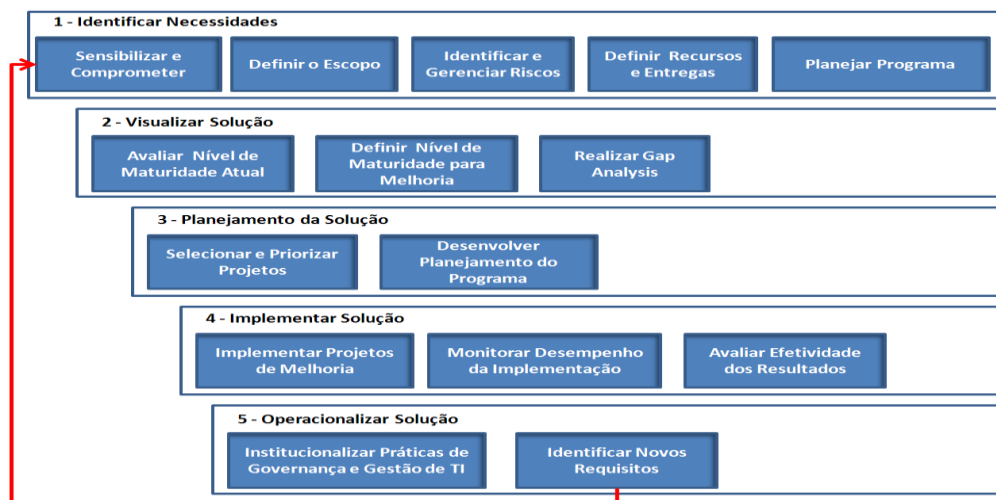 1 - Identificar Necessidades
Sensibilizar e
Comprometer
Definir o Escopo
Identificar e
Gerenciar Riscos
Definir Recursos
e Entregas
Planejar Programa
2 - Visualizar Solução
Avaliar Nível de
Maturidade Atual
Definir Nível de
Maturidade para
Melhoria
Realizar Gap
Analysis
3 - Planejamento da Solução
Selecionar e Priorizar
Projetos
Desenvolver
Planejamento do
Programa
4 - Implementar Solução
Implementar Projetos
de Melhoria
Monitorar Desempenho
da Implementação
Avaliar Efetividade
dos Resultados
5 - Operacionalizar Solução
Institucionalizar Práticas de
Governança e Gestão de TI
Identificar Novos
Requisitos